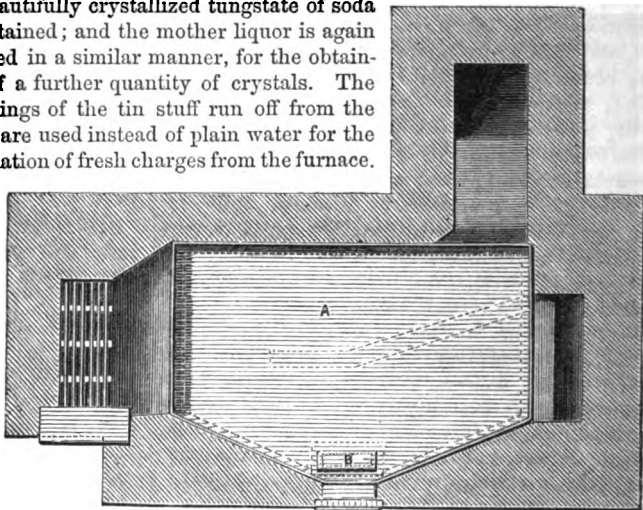 autifully crystallized tungstate of soda
tained; and the mother liquor is again
ed in a similar manner, for the obtain-
f a further quantity of crystals. The
ings of the tin stuff run off from the
are used instead of plain water for the
ation of fresh charges from the furnace.
A
B